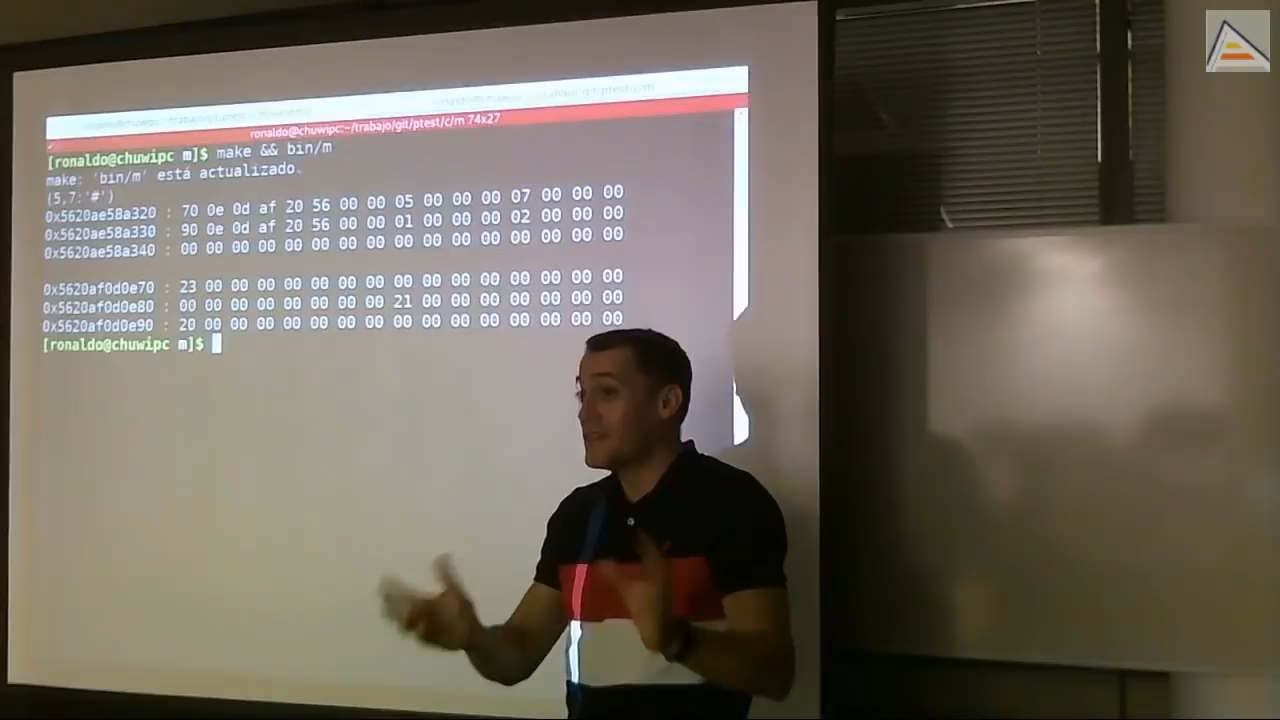 ronaldo@chuwipc:~/trabajo/git/ptest/c/m 74x27
[ronaldo@chuwipc m]$ make && bin/m
make: 'bin/m' está actualizado.
(5,7:'#')
0x5620ae58a320 : 70 0e 0d af 20 56 00 00 05 00 00 00 07 00 00 00
0x5620ae58a330 : 90 0e 0d af 20 56 00 00 01 00 00 00 02 00 00 00
0x5620ae58a340 : 00 00 00 00 00 00 00 00 00 00 00 00 00 00 00 00
0x5620af0d0e70 : 23 00 00 00 00 00 00 00 00 00 00 00 00 00 00 00
0x5620af0d0e80 : 00 00 00 00 00 00 00 00 21 00 00 00 00 00 00 00
0x5620af0d0e90 : 20 00 00 00 00 00 00 00 00 00 00 00 00 00 00 00
[ronaldo@chuwipc m]$